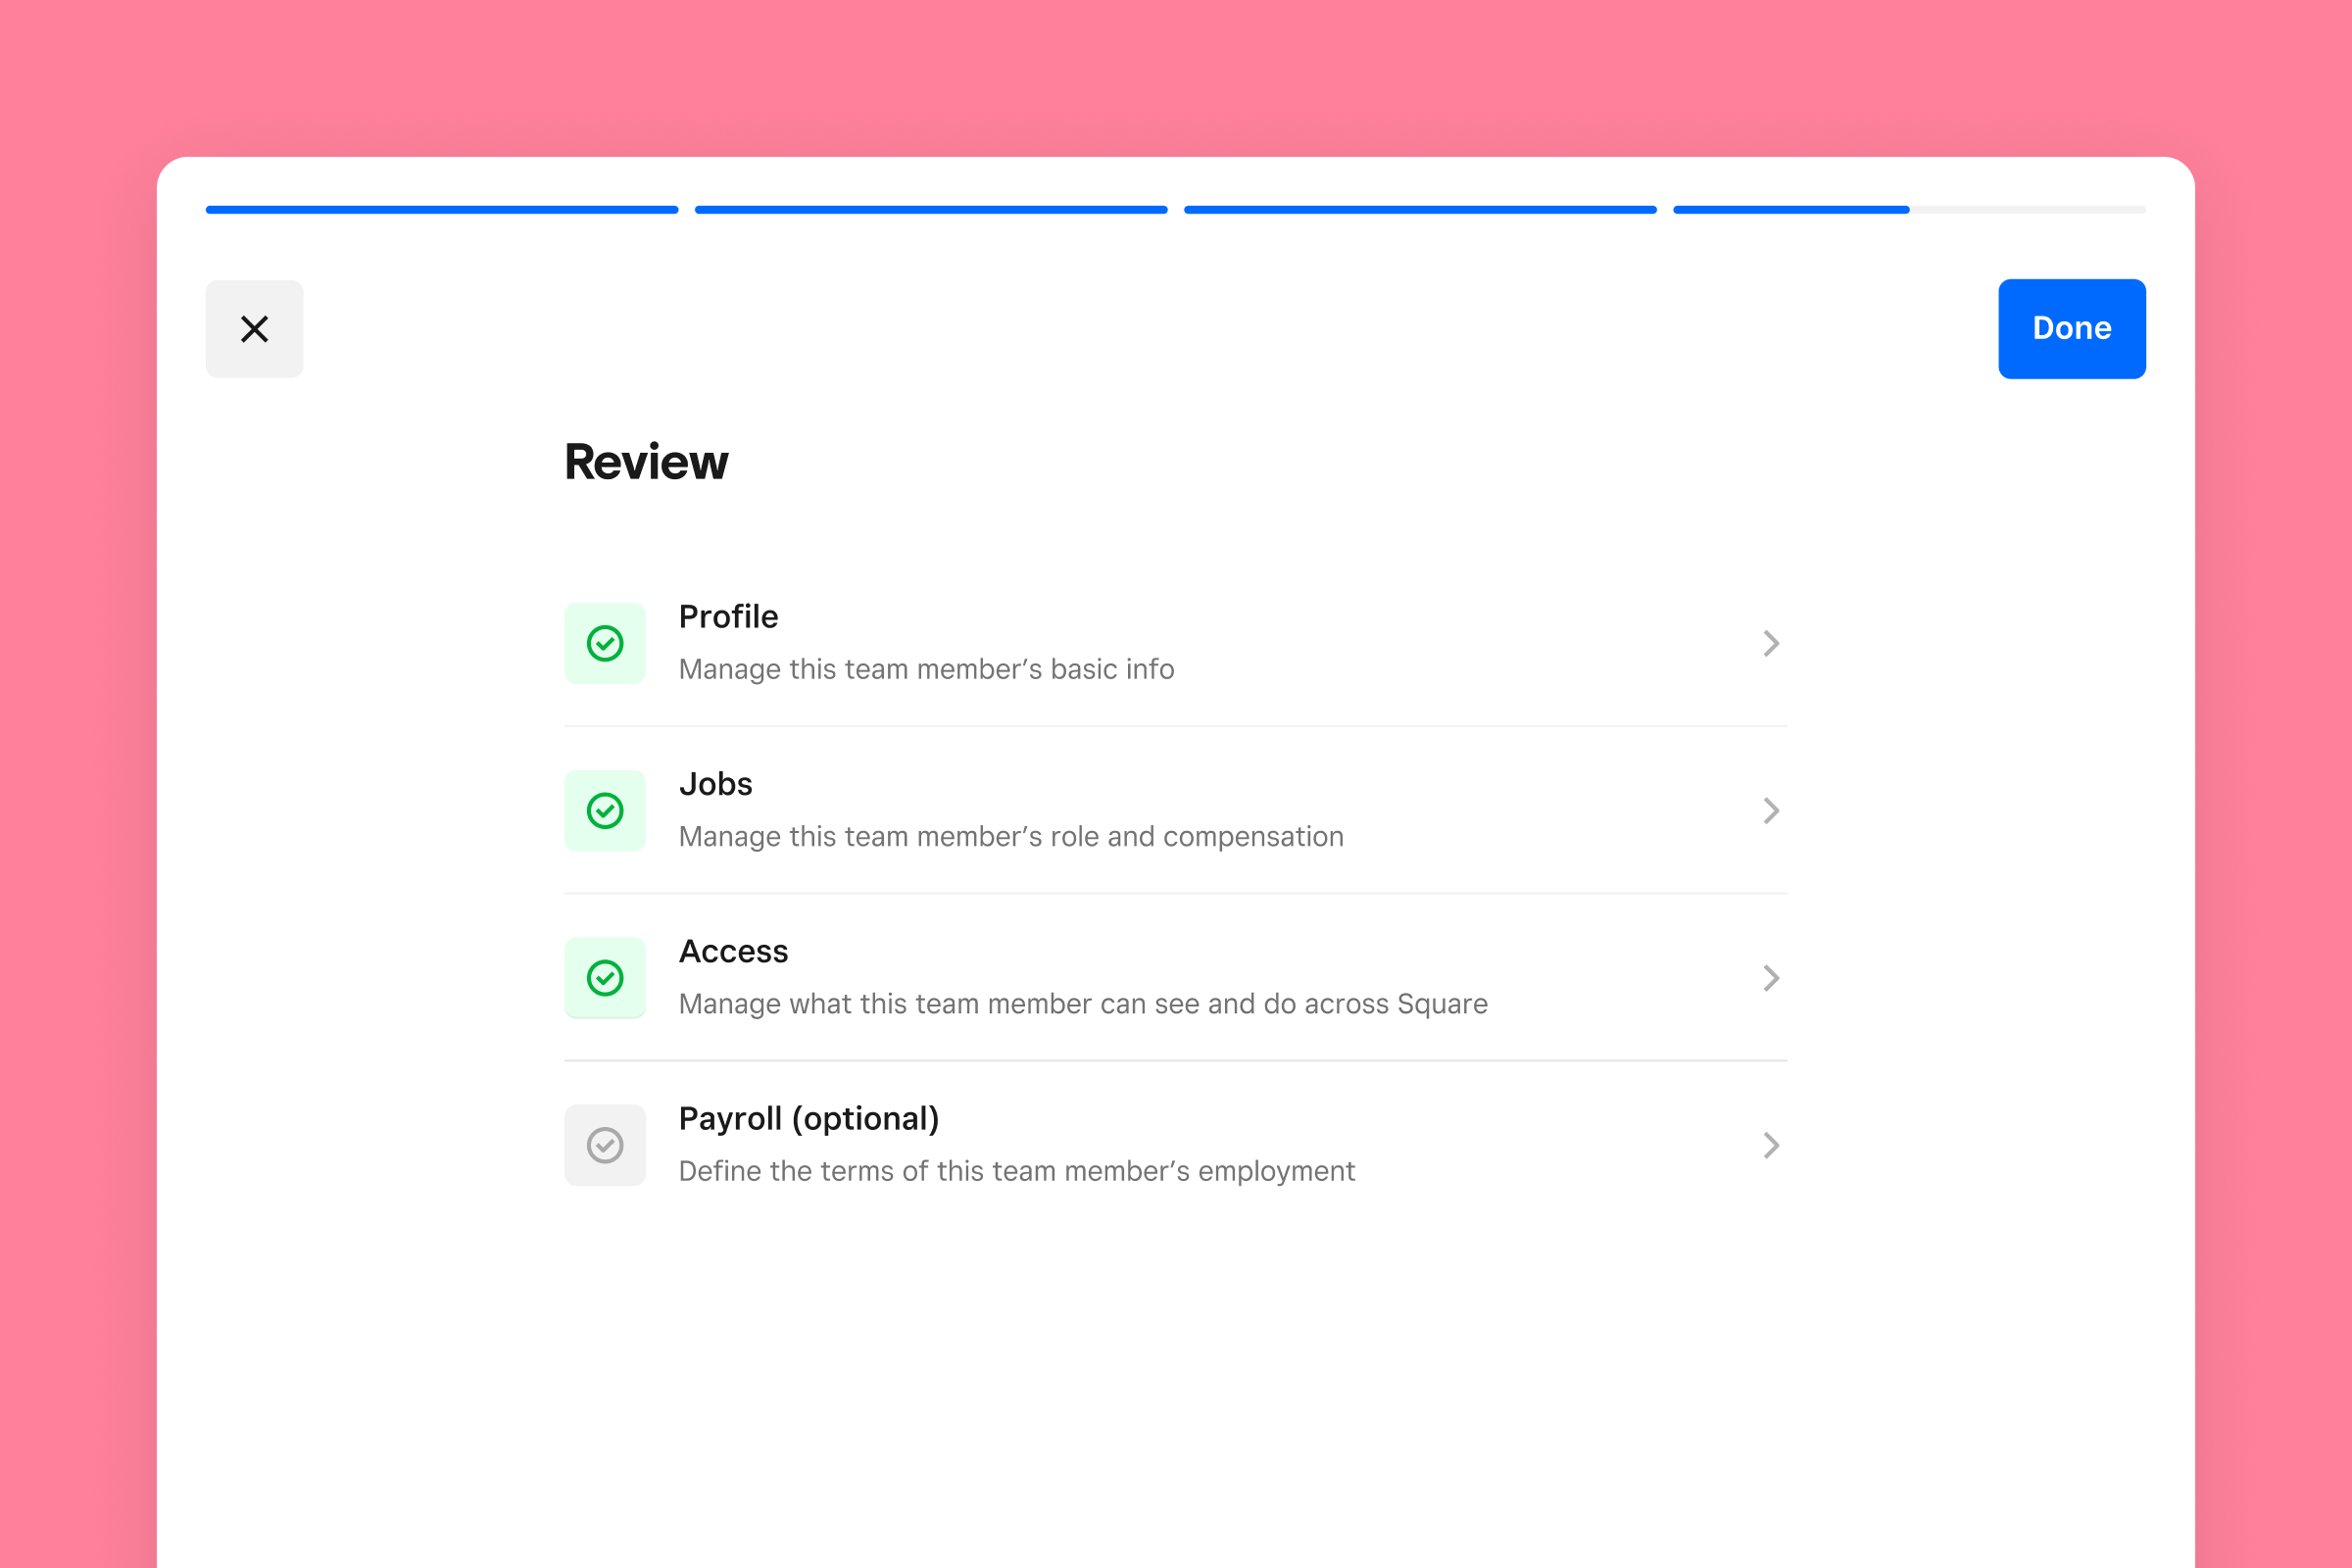 Done
Review
Profile
Manage this team member’s basic info
Jobs
Manage this team member’s role and compensation
Access
Manage what this team member can see and do across Square
Payroll (optional)
Define the terms of this team member’s employment